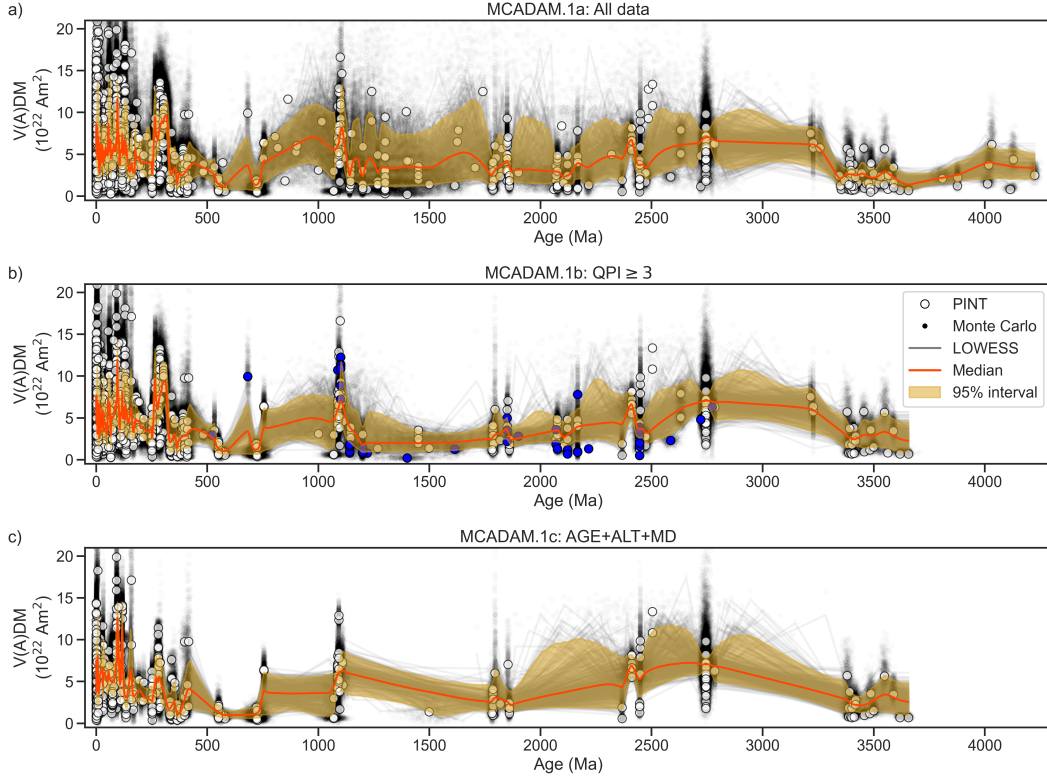 a)
MCADAM.1a: All data
V(A)DM
(10²² Am²)
20
15
10
5
0
0 500 1000 1500 2000 2500 3000 3500 4000
Age (Ma)
b)
MCADAM.1b: QPI ≥ 3
V(A)DM
(10²² Am²)
20
15
10
5
0
PINT
Monte Carlo
LOWESS
Median
95% interval
0 500 1000 1500 2000 2500 3000 3500 4000
Age (Ma)
c)
MCADAM.1c: AGE+ALT+MD
V(A)DM
(10²² Am²)
20
15
10
5
0
0 500 1000 1500 2000 2500 3000 3500 4000
Age (Ma)